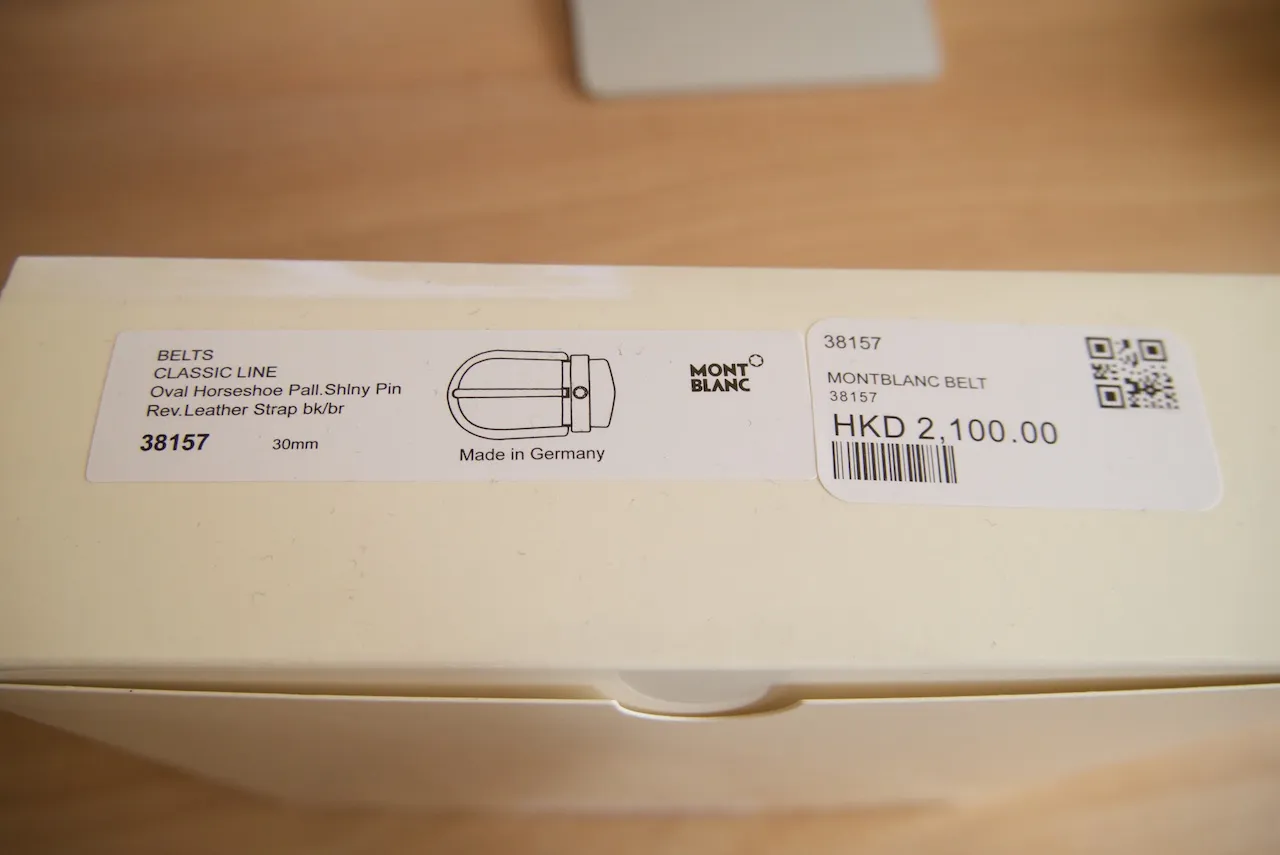 BELTS
CLASSIC LINE
Oval Horseshoe Pall.Shlny Pin
Rev.Leather Strap bk/br
38157 30mm
Made in Germany
MONT
BLANC
38157
MONTBLANC BELT
38157
HKD 2,100.00